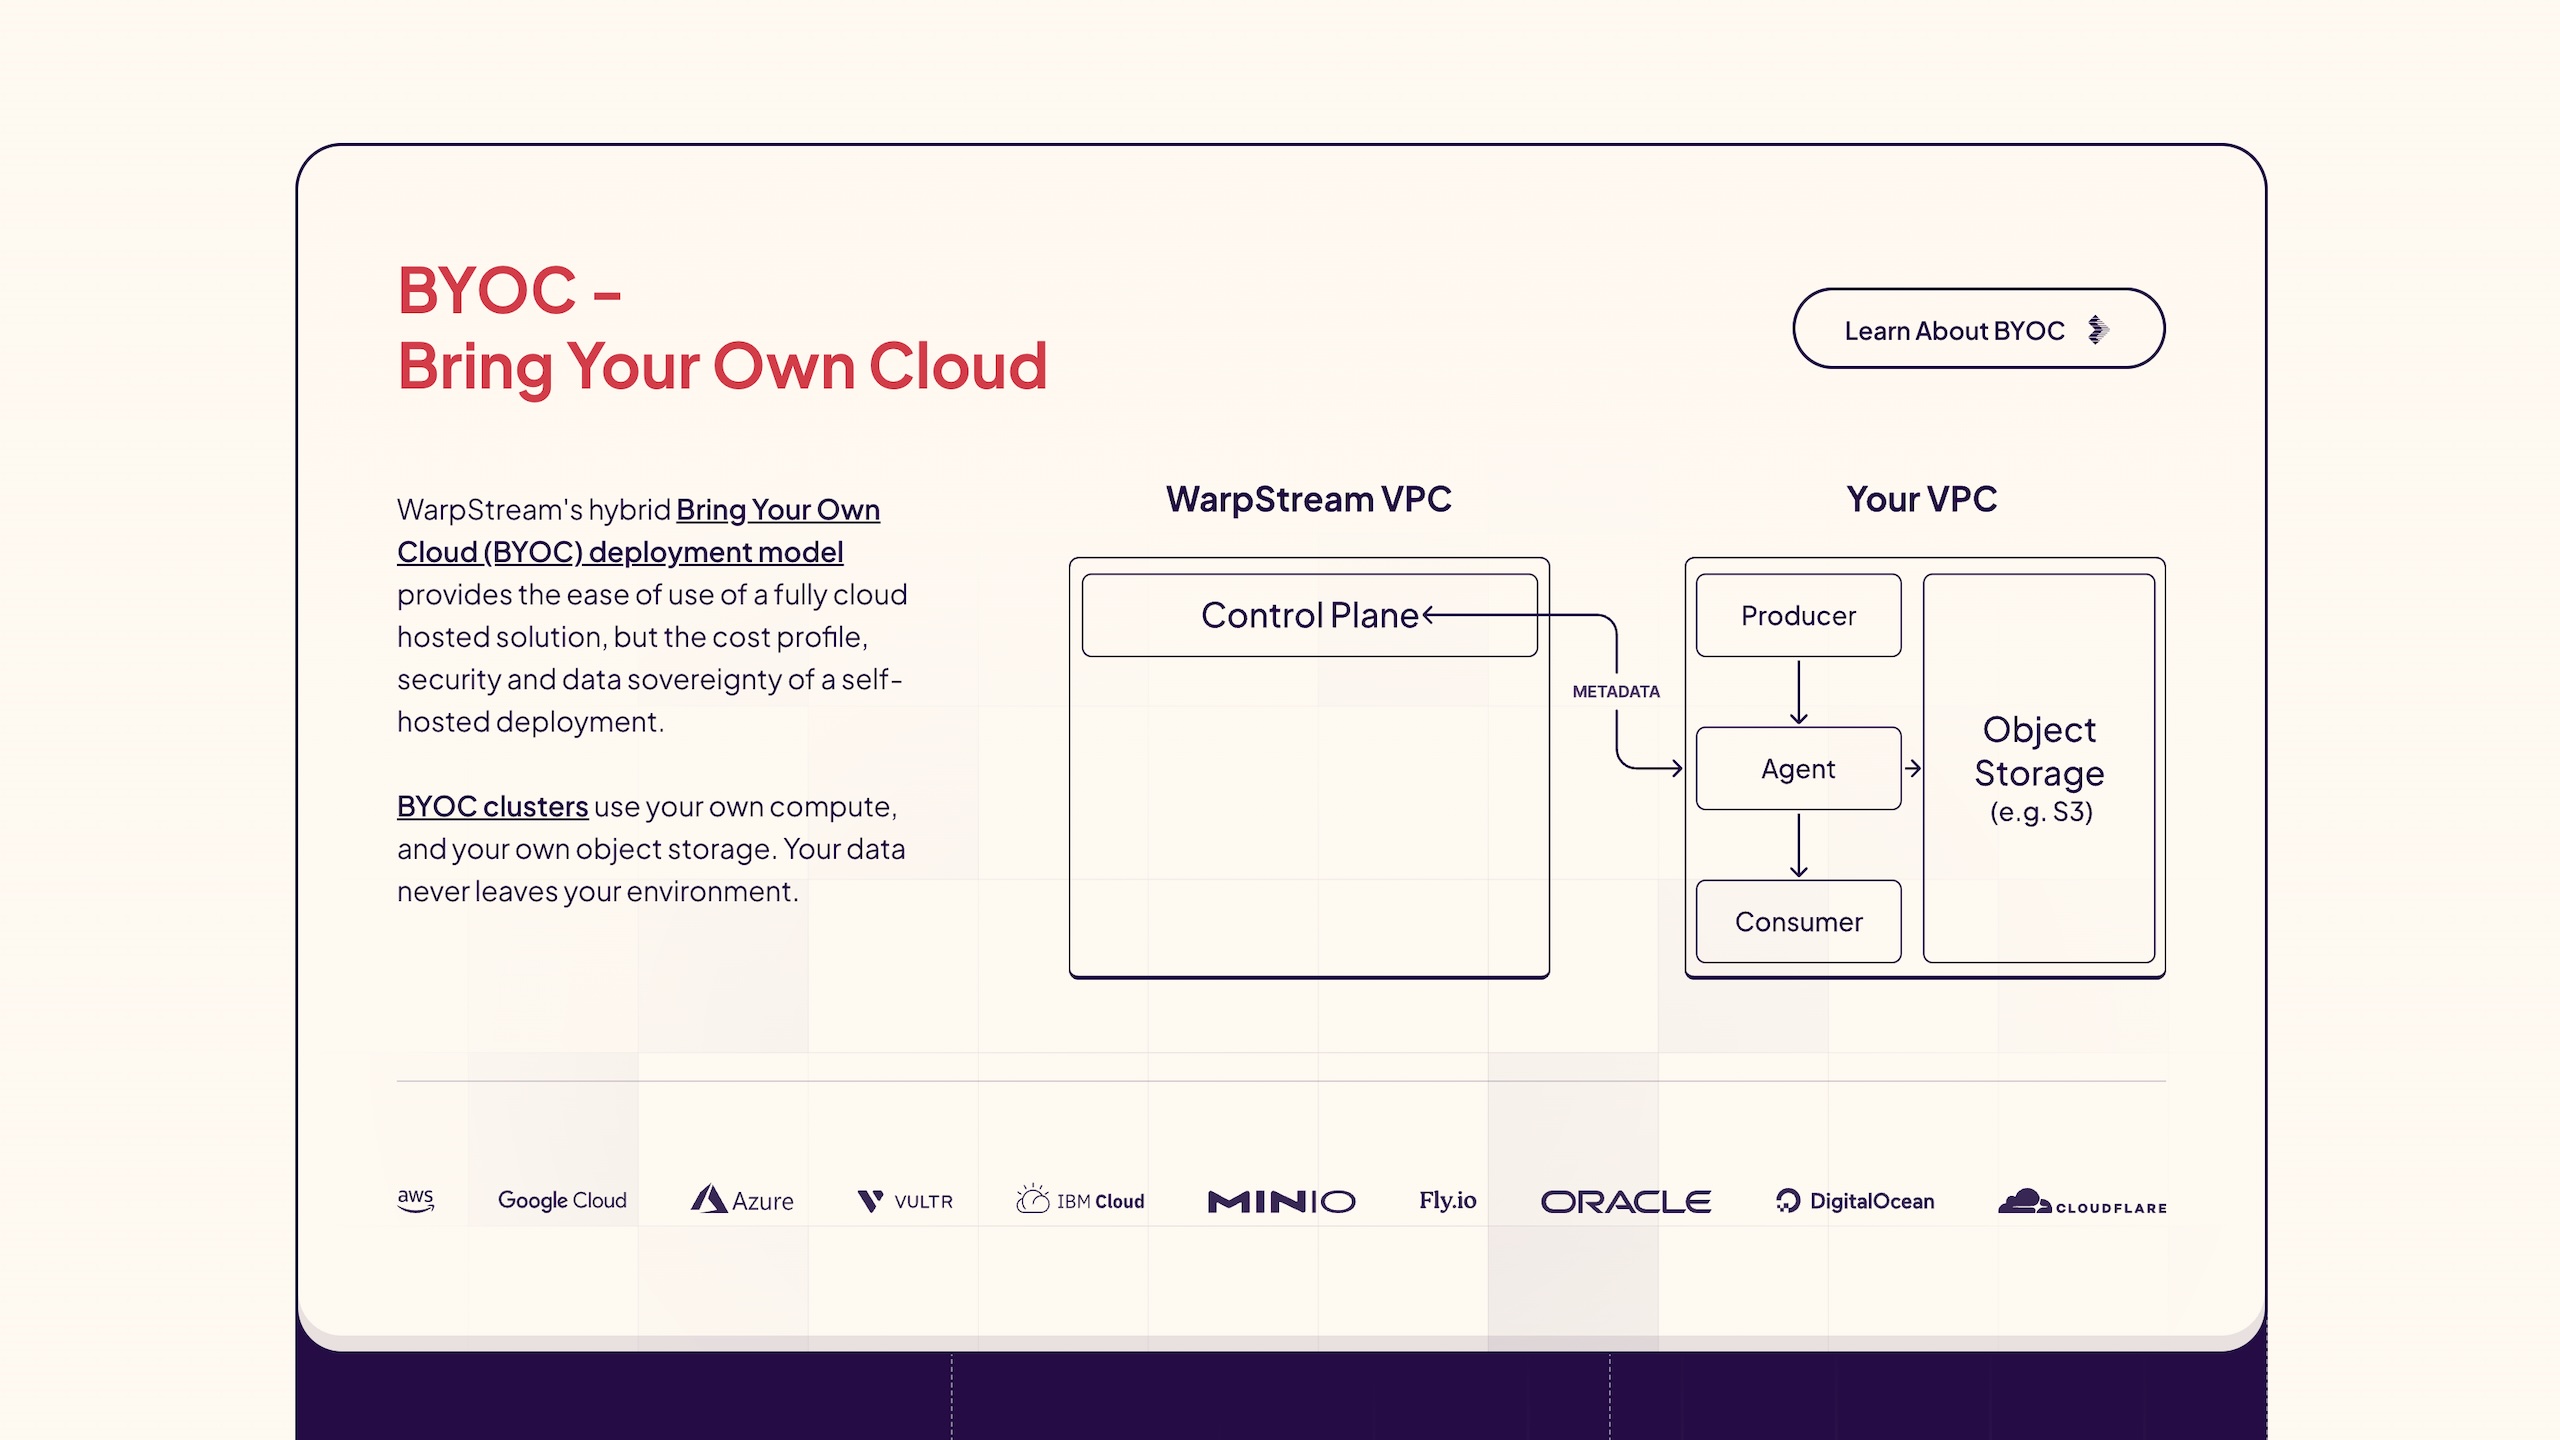 BYOC –
Bring Your Own Cloud
Learn About BYOC
WarpStream's hybrid Bring Your Own
Cloud (BYOC) deployment model
provides the ease of use of a fully cloud
hosted solution, but the cost profile,
security and data sovereignty of a self-
hosted deployment.
BYOC clusters use your own compute,
and your own object storage. Your data
never leaves your environment.
WarpStream VPC
Control Plane
METADATA
Your VPC
Producer
Agent
Consumer
Object
Storage
(e.g. S3)
aws
Google Cloud
Azure
VULTR
IBM Cloud
MINIO
Fly.io
ORACLE
DigitalOcean
CLOUDFLARE